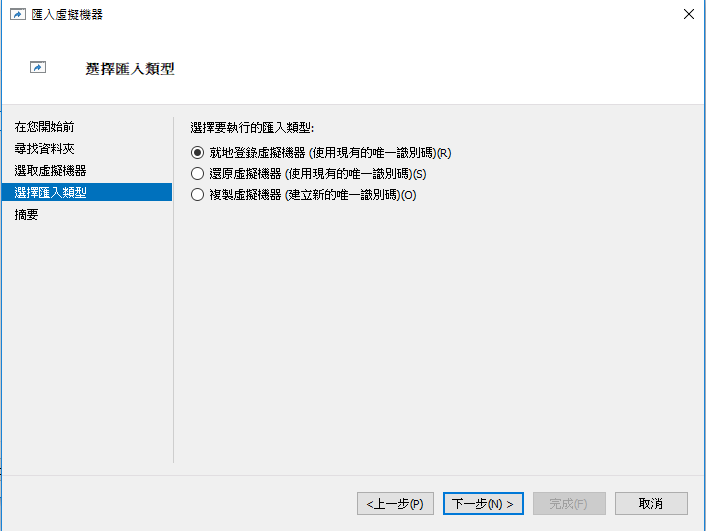 匯入虛擬機器
選擇匯入類型
在您開始前
尋找資料夾
選取虛擬機器
選擇匯入類型
摘要
選擇要執行的匯入類型:
就地登錄虛擬機器 (使用現有的唯一識別碼)(R)
還原虛擬機器 (使用現有的唯一識別碼)(S)
複製虛擬機器 (建立新的唯一識別碼)(O)
<上一步(P) 下一步(N) > 完成(F) 取消